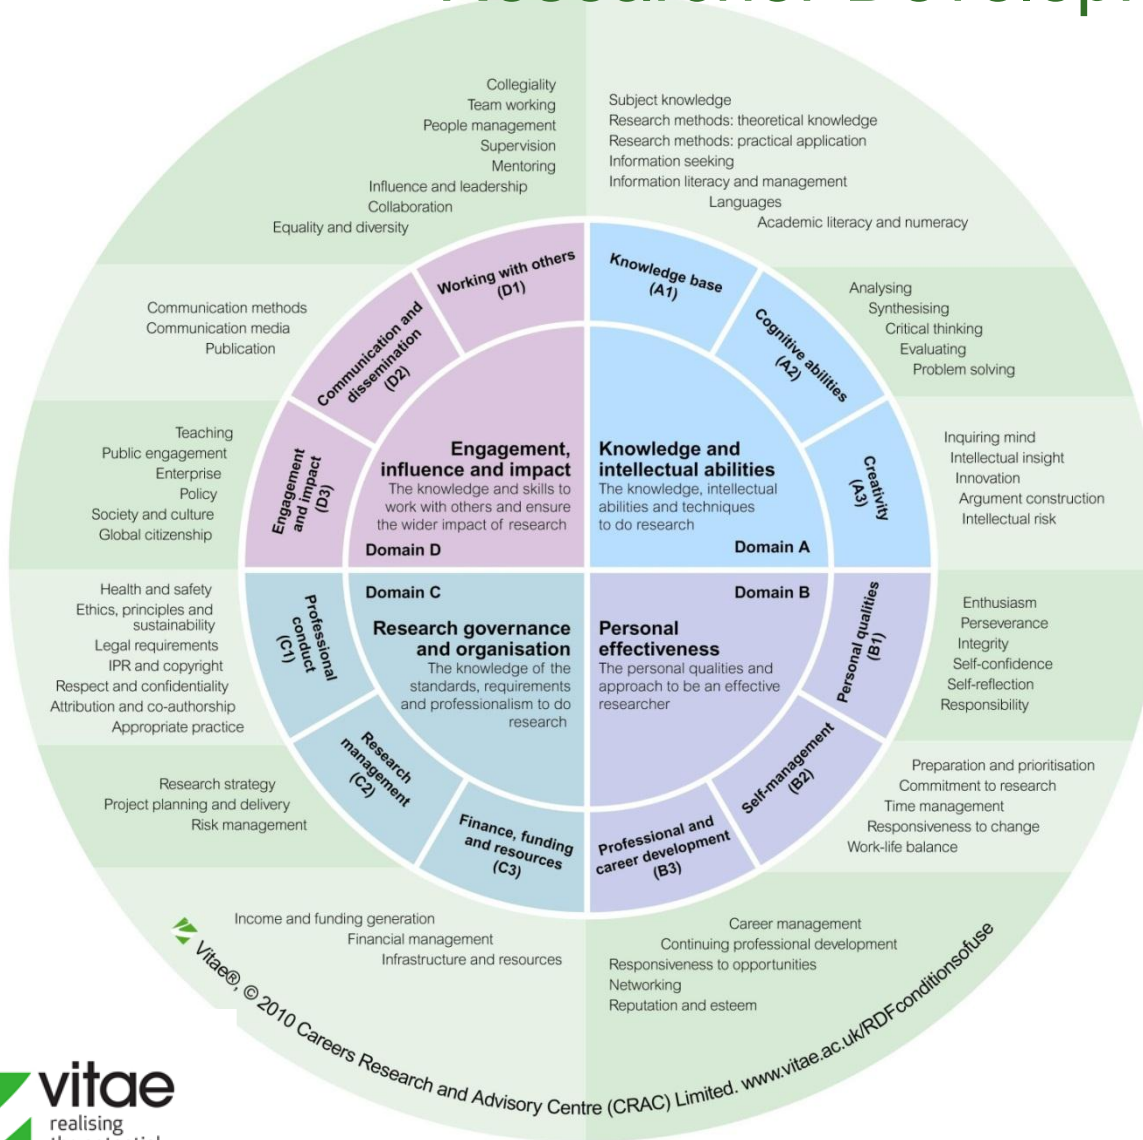 Collegiality
Team working
People management
Supervision
Mentoring
Influence and leadership
Collaboration
Equality and diversity
Subject knowledge
Research methods: theoretical knowledge
Research methods: practical application
Information seeking
Information literacy and management
Languages
Academic literacy and numeracy
Working with others
(D1)
Knowledge base
(A1)
Communication methods
Communication media
Publication
Communication and
dissemination
(D2)
Cognitive abilities
(A2)
Analysing
Synthesising
Critical thinking
Evaluating
Problem solving
Teaching
Public engagement
Enterprise
Policy
Society and culture
Global citizenship
Engagement
and impact
(D3)
Engagement,
influence and impact
The knowledge and skills to
work with others and ensure
the wider impact of research
Domain D
Knowledge and
intellectual abilities
The knowledge, intellectual
abilities and techniques
to do research
Domain A
Creativity
(A3)
Inquiring mind
Intellectual insight
Innovation
Argument construction
Intellectual risk
Health and safety
Ethics, principles and
sustainability
Legal requirements
IPR and copyright
Respect and confidentiality
Attribution and co-authorship
Appropriate practice
Professional
conduct
(C1)
Domain C
Research governance
and organisation
The knowledge of the
standards, requirements
and professionalism to do
research
Domain B
Personal
effectiveness
The personal qualities and
approach to be an effective
researcher
Personal qualities
(B1)
Enthusiasm
Perseverance
Integrity
Self-confidence
Self-reflection
Responsibility
Research strategy
Project planning and delivery
Risk management
Research
management
(C2)
Self-management
(B2)
Preparation and prioritisation
Commitment to research
Time management
Responsiveness to change
Work-life balance
Finance, funding
and resources
(C3)
Professional and
career development
(B3)
Income and funding generation
Financial management
Infrastructure and resources
Career management
Continuing professional development
Responsiveness to opportunities
Networking
Reputation and esteem
Vitae®, © 2010 Careers Research and Advisory Centre (CRAC) Limited. www.vitae.ac.uk/RDFconditionsofuse
vitae
realising